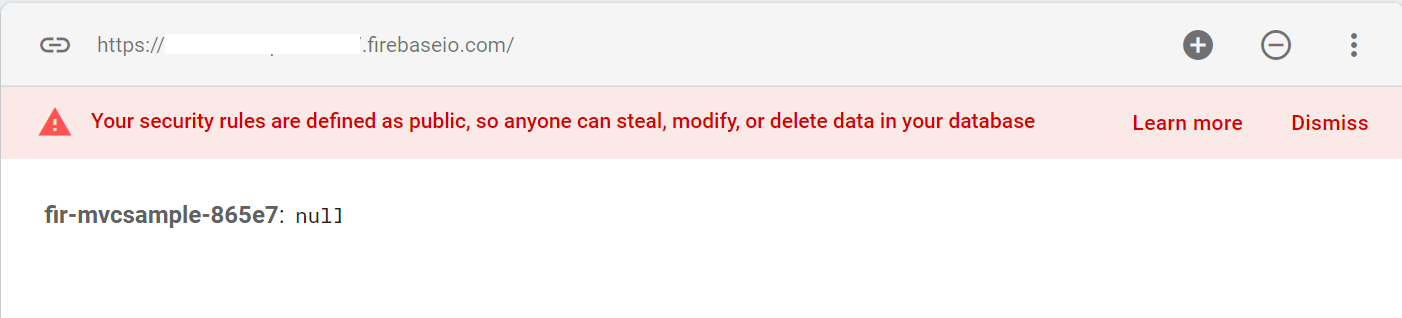 https:// .firebaseio.com/
Your security rules are defined as public, so anyone can steal, modify, or delete data in your database
Learn more
Dismiss
fir-mvcsample-865e7: null